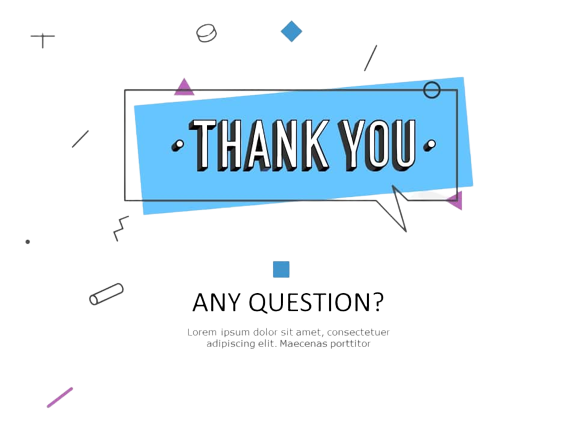 THANK YOU
ANY QUESTION?
Lorem ipsum dolor sit amet, consectetuer
adipiscing elit. Maecenas porttitor